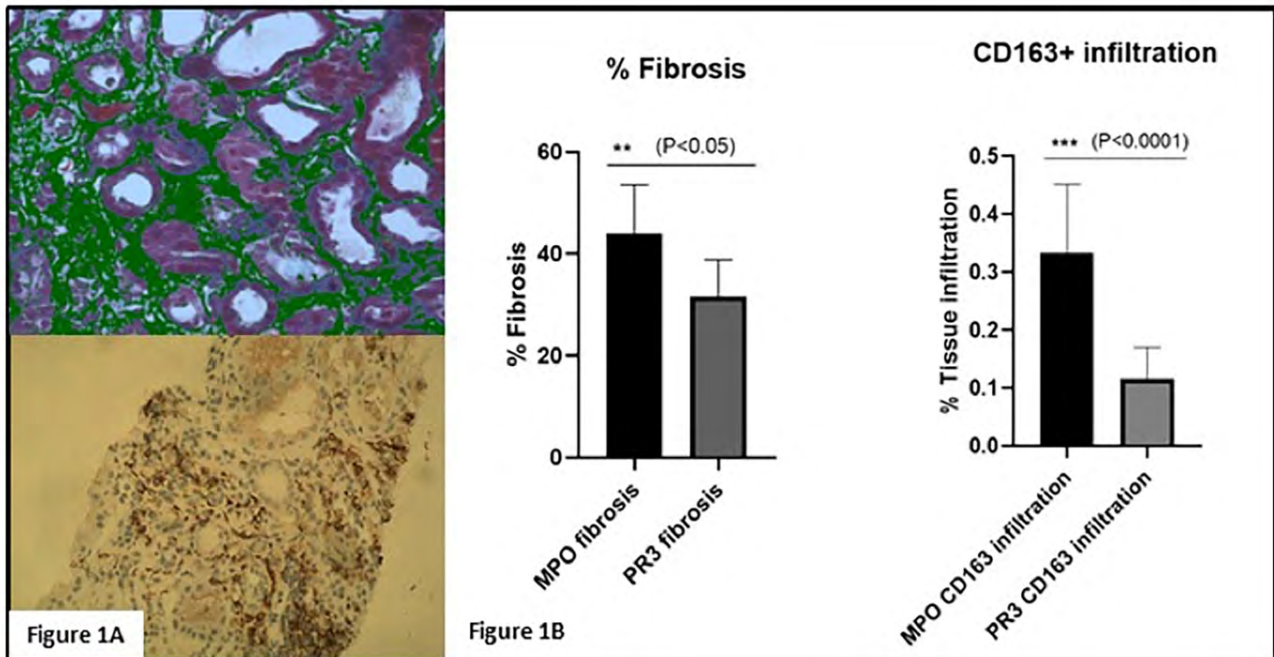 Figure 1A
% Fibrosis
** (P<0.05)
% Fibrosis
60
40
20
0
MPO fibrosis
PR3 fibrosis
Figure 1B
CD163+ infiltration
*** (P<0.0001)
% Tissue infiltration
0.5
0.4
0.3
0.2
0.1
0.0
MPO CD163 infiltration
PR3 CD163 infiltration